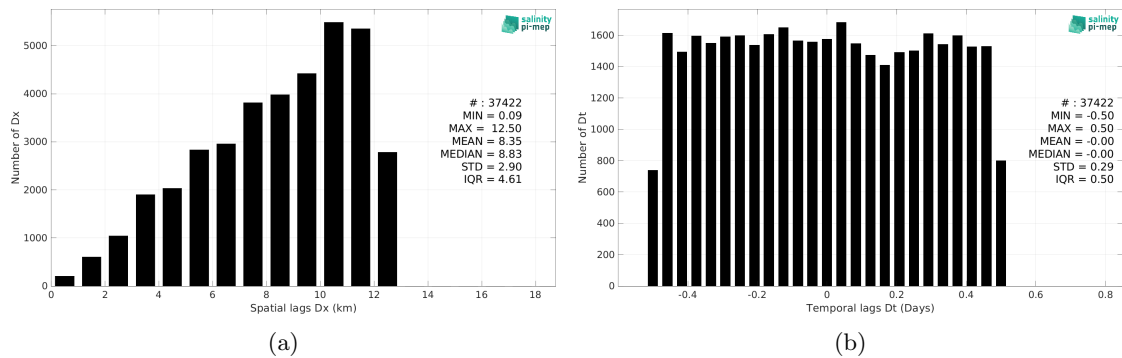 salinity
pi-mep
5000
4000
3000
2000
1000
0
Number of Dx
# : 37422
MIN = 0.09
MAX = 12.50
MEAN = 8.35
MEDIAN = 8.83
STD = 2.90
IQR = 4.61
0 2 4 6 8 10 12 14 16 18
Spatial lags Dx (km)
(a)
salinity
pi-mep
1600
1400
1200
1000
800
600
400
200
0
Number of Dt
# : 37422
MIN = -0.50
MAX = 0.50
MEAN = -0.00
MEDIAN = -0.00
STD = 0.29
IQR = 0.50
-0.4 -0.2 0 0.2 0.4 0.6 0.8
Temporal lags Dt (Days)
(b)